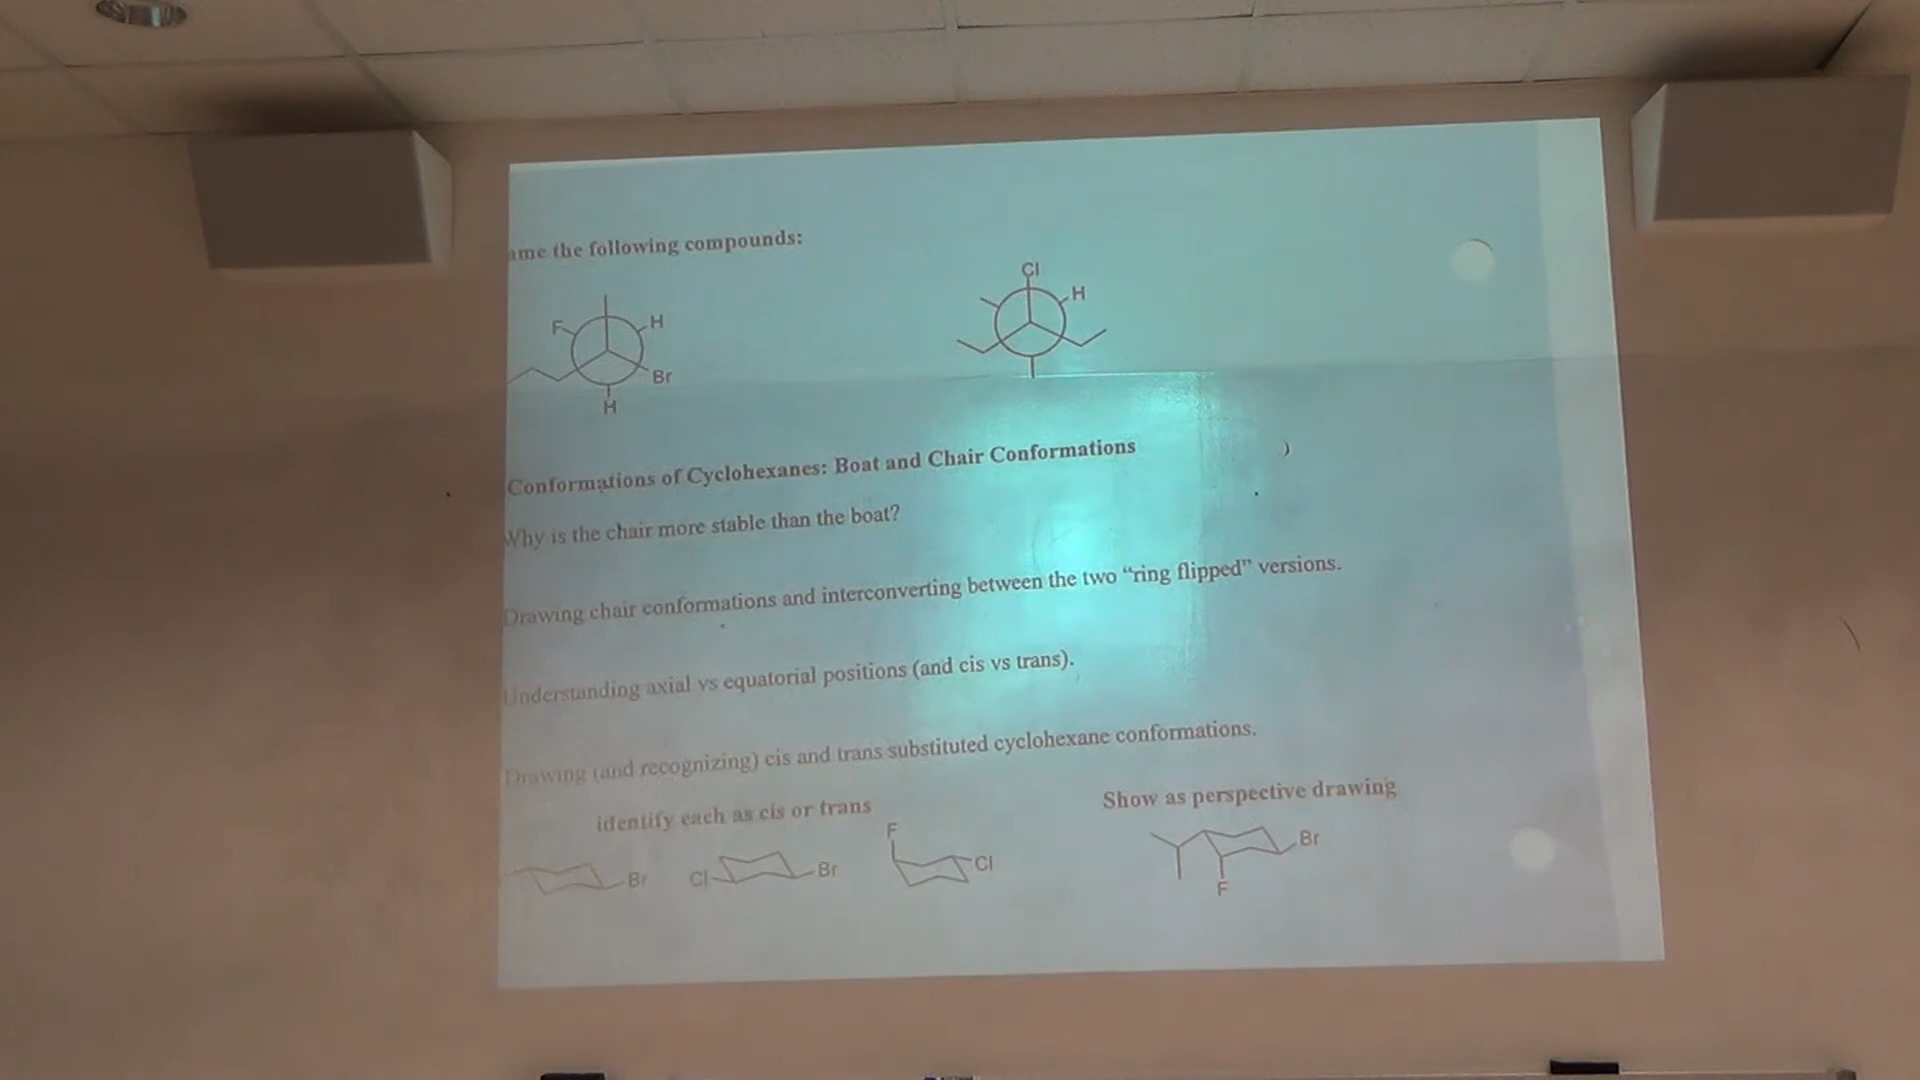 ame the following compounds:
F H Br H
Cl H
Conformations of Cyclohexanes: Boat and Chair Conformations )
Why is the chair more stable than the boat?
Drawing chair conformations and interconverting between the two “ring flipped” versions.
Understanding axial vs equatorial positions (and cis vs trans).
Drawing (and recognizing) cis and trans substituted cyclohexane conformations.
identify each as cis or trans
Show as perspective drawing
Br Cl Br F Cl
Br F